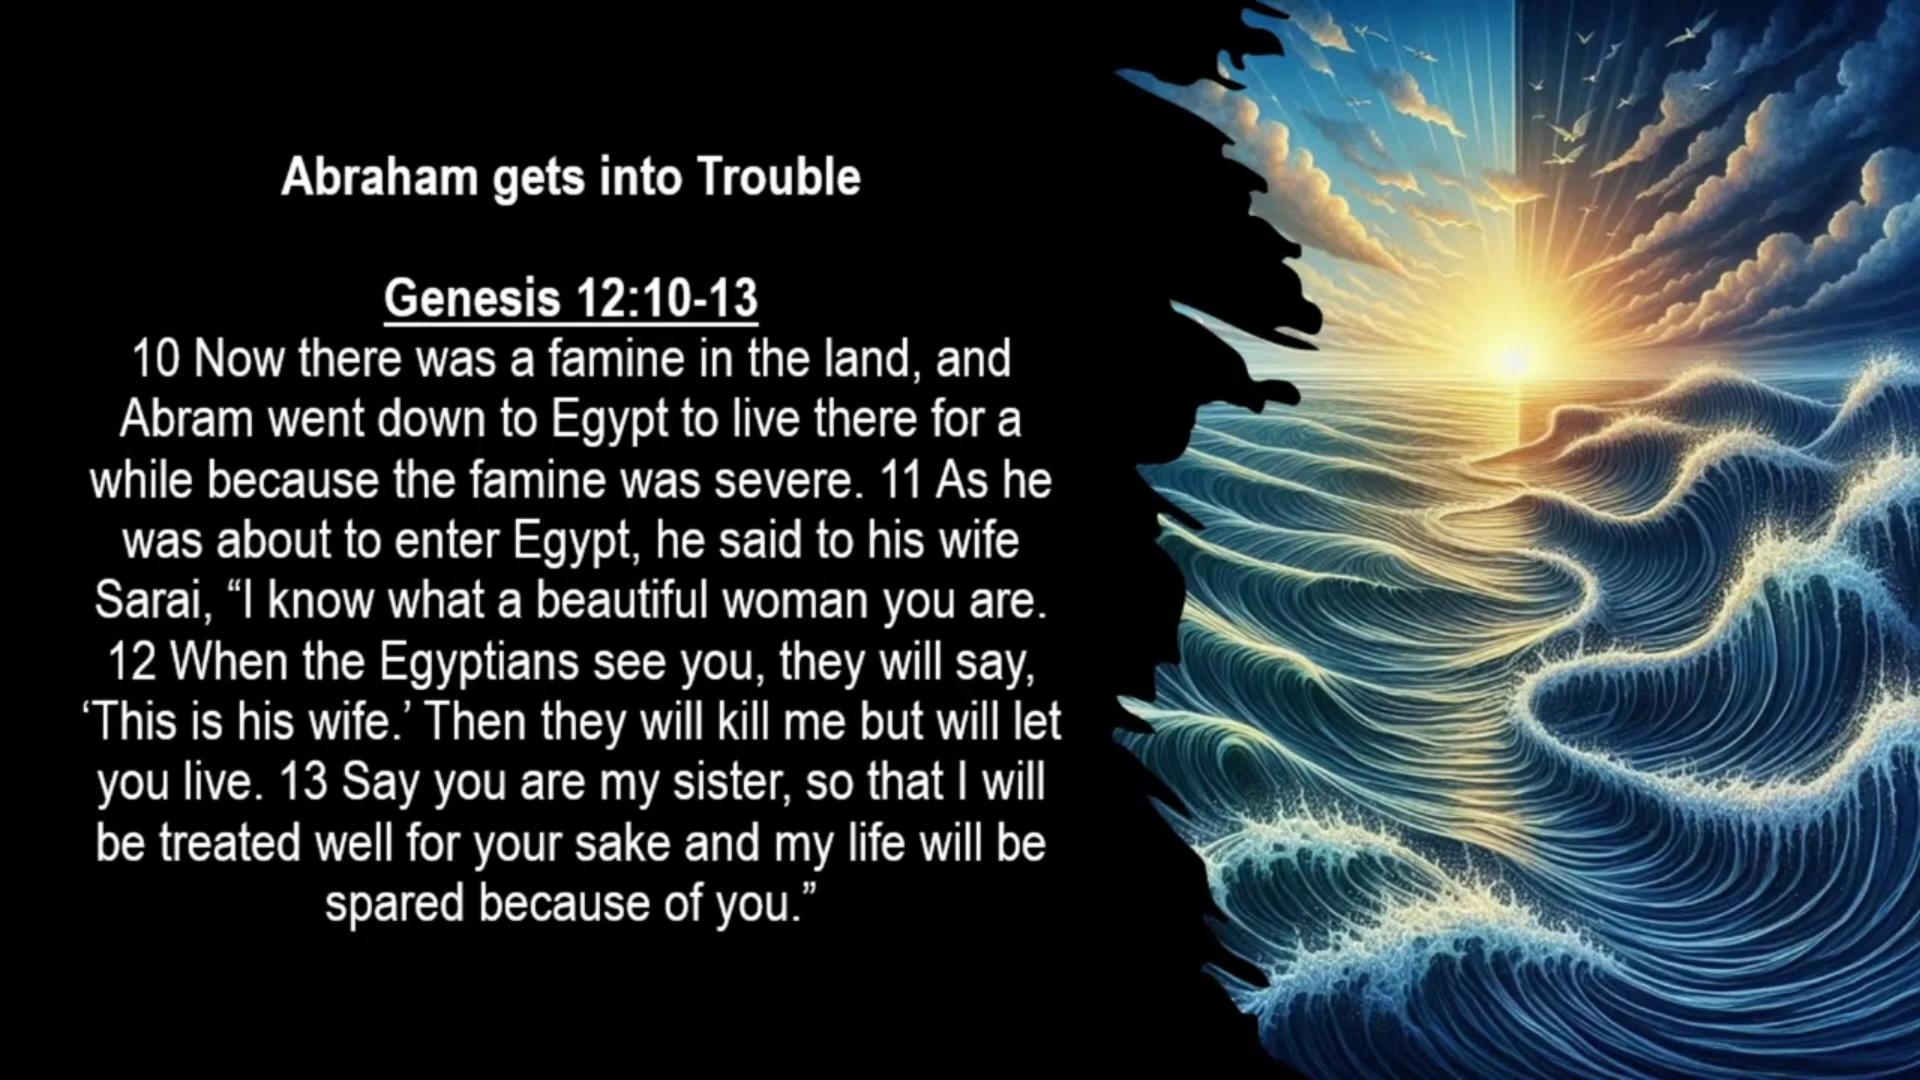 Abraham gets into Trouble
Genesis 12:10-13
10 Now there was a famine in the land, and
Abram went down to Egypt to live there for a
while because the famine was severe. 11 As he
was about to enter Egypt, he said to his wife
Sarai, “I know what a beautiful woman you are.
12 When the Egyptians see you, they will say,
‘This is his wife.’ Then they will kill me but will let
you live. 13 Say you are my sister, so that I will
be treated well for your sake and my life will be
spared because of you.”